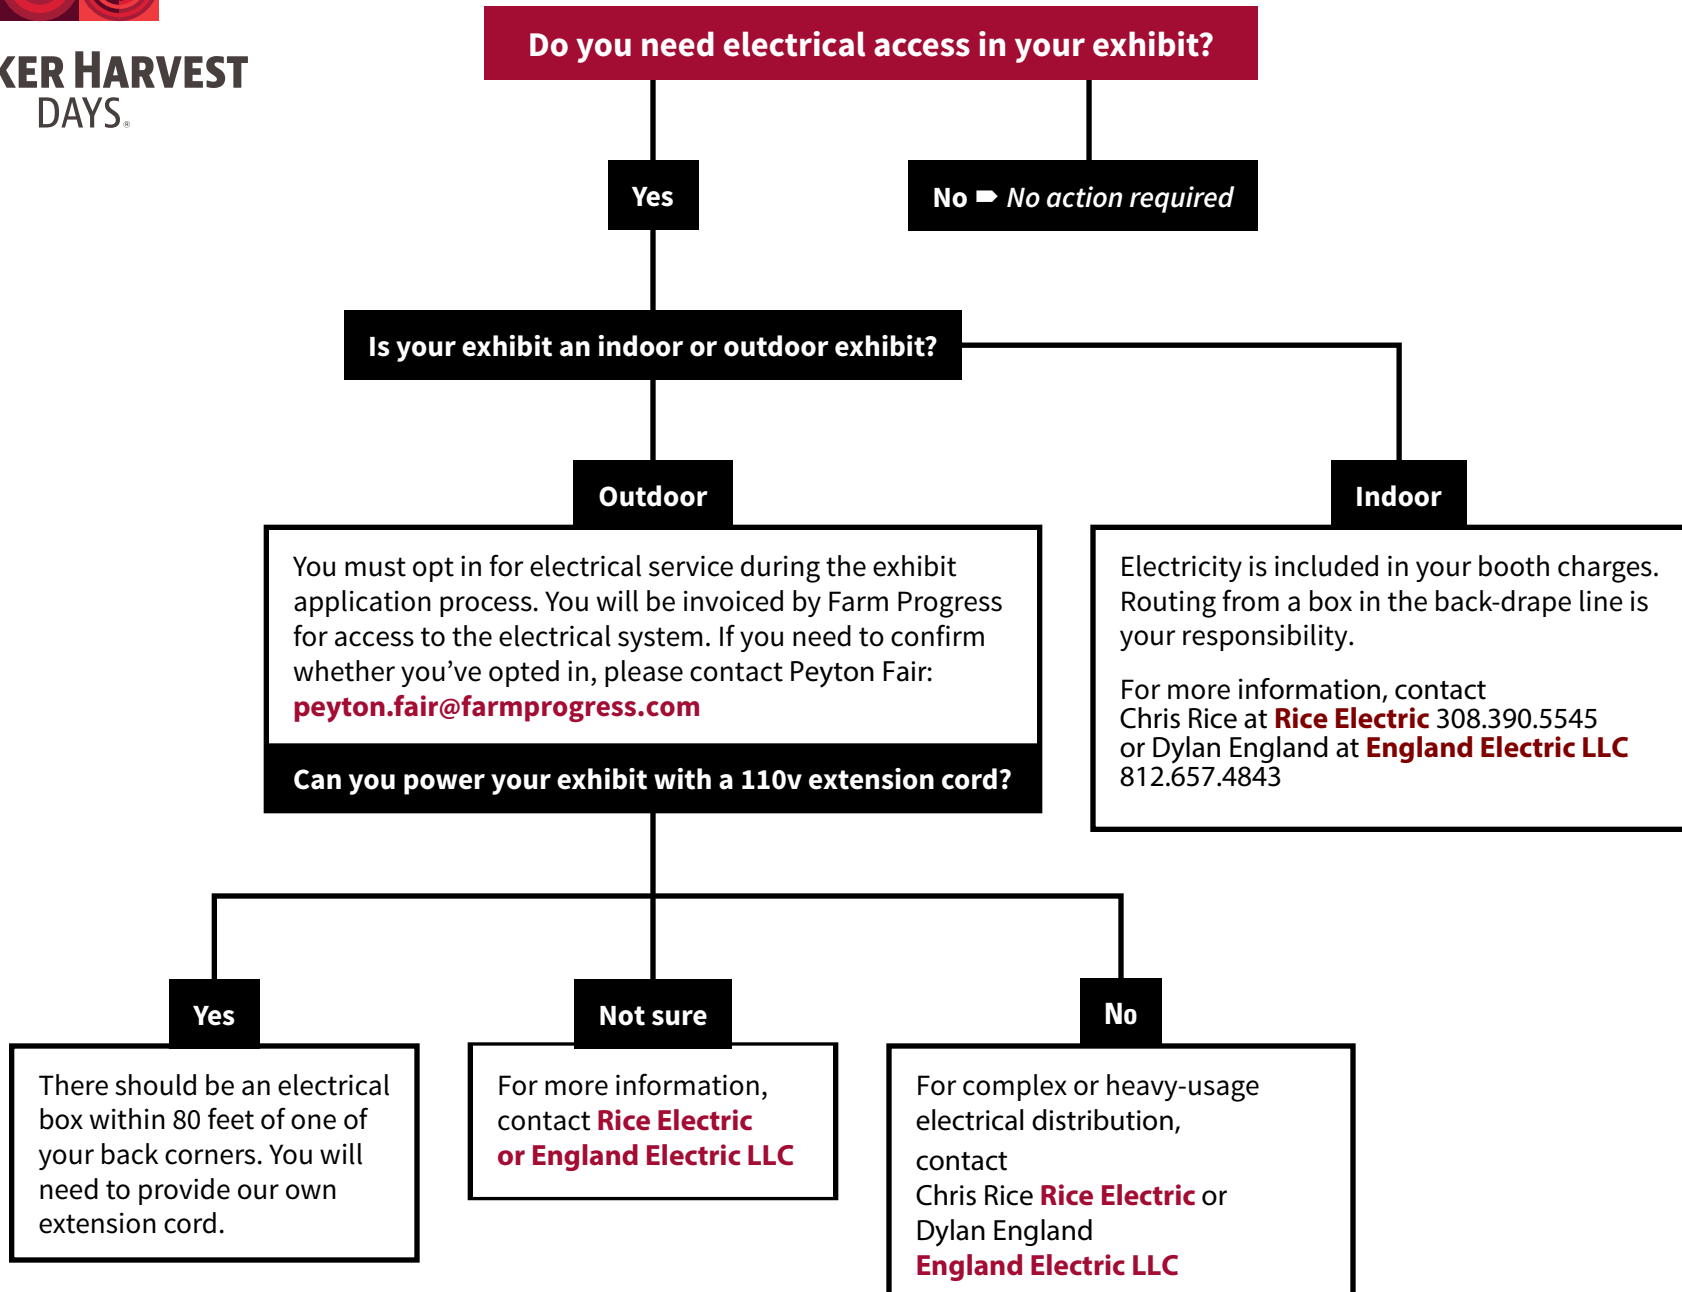 KER HARVEST
DAYS®
Do you need electrical access in your exhibit?
Yes
No ➨ No action required
Is your exhibit an indoor or outdoor exhibit?
Outdoor
Indoor
You must opt in for electrical service during the exhibit
application process. You will be invoiced by Farm Progress
for access to the electrical system. If you need to confirm
whether you’ve opted in, please contact Peyton Fair:
peyton.fair@farmprogress.com
Electricity is included in your booth charges.
Routing from a box in the back-drape line is
your responsibility.
For more information, contact
Chris Rice at Rice Electric 308.390.5545
or Dylan England at England Electric LLC
812.657.4843
Can you power your exhibit with a 110v extension cord?
Yes
Not sure
No
There should be an electrical
box within 80 feet of one of
your back corners. You will
need to provide our own
extension cord.
For more information,
contact Rice Electric
or England Electric LLC
For complex or heavy-usage
electrical distribution,
contact
Chris Rice Rice Electric or
Dylan England
England Electric LLC